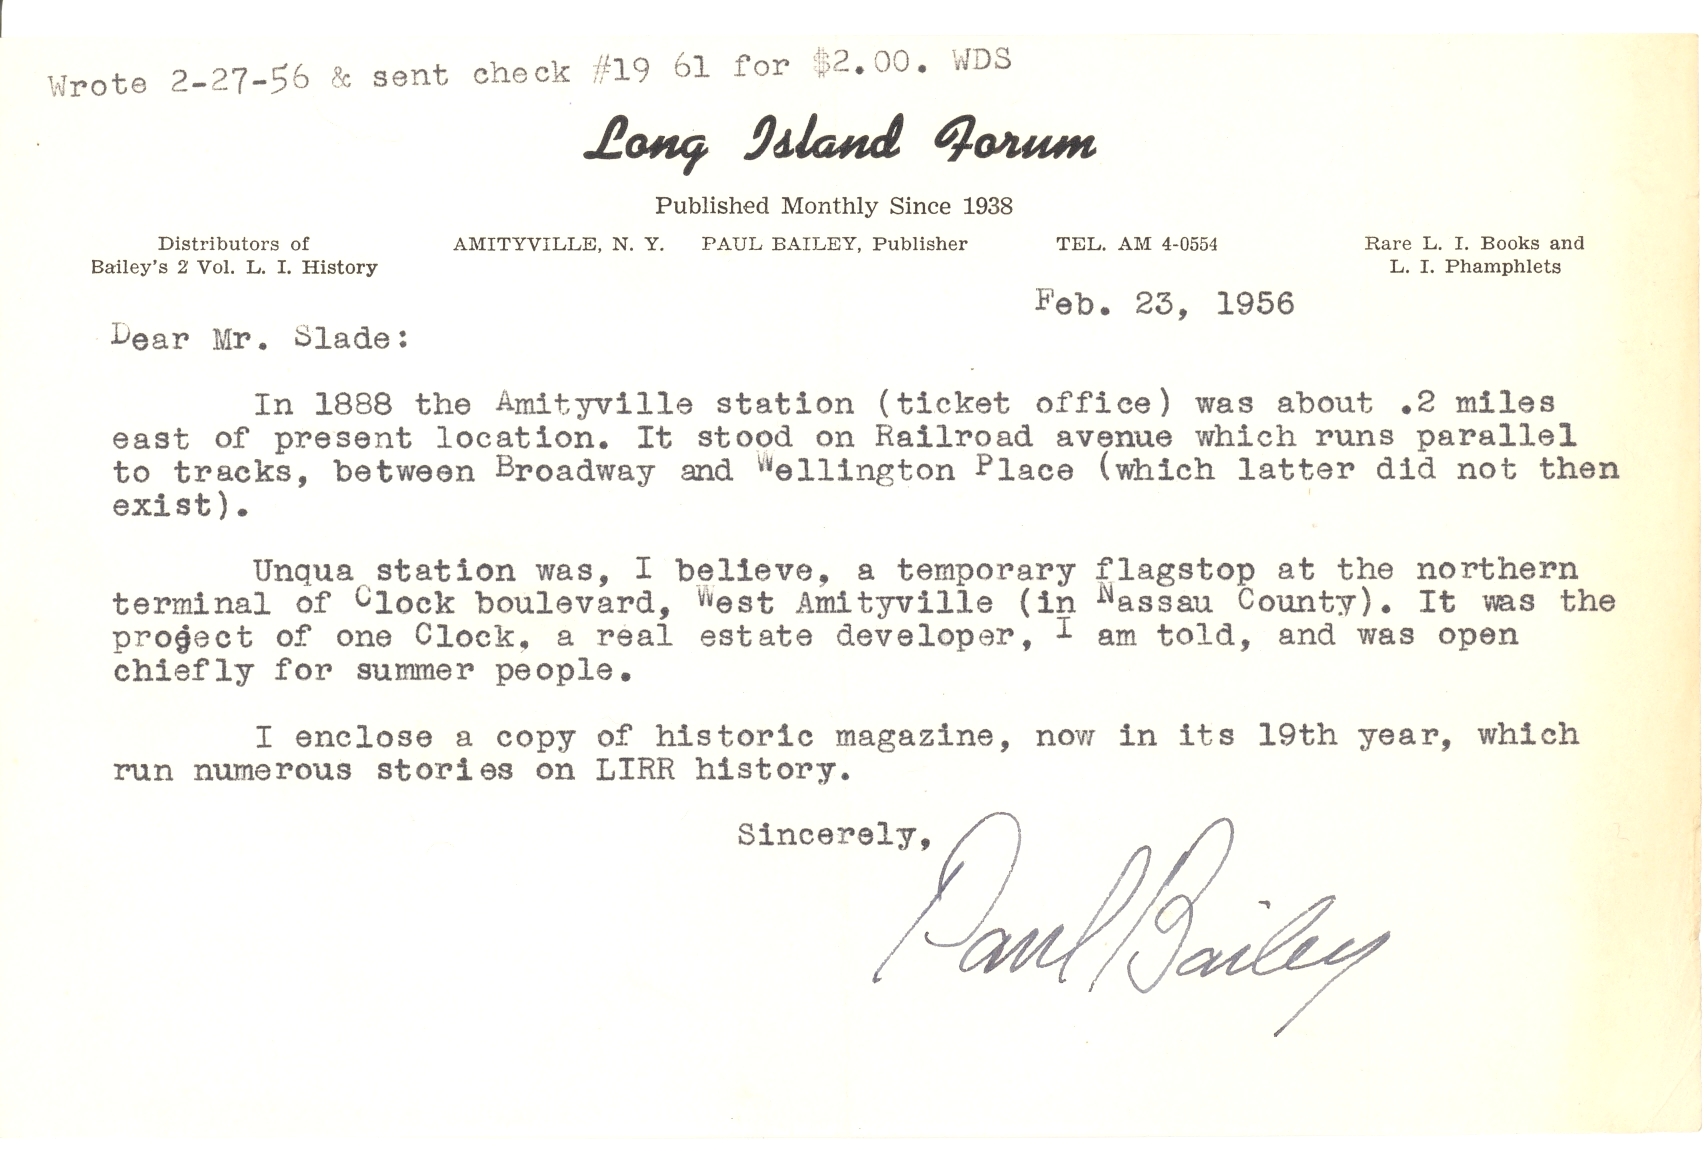 Wrote 2-27-56 & sent check #19 61 for $2.00. WDS
Long Island Forum
Published Monthly Since 1938
Distributors of
Bailey's 2 Vol. L. I. History
AMITYVILLE, N. Y. PAUL BAILEY, Publisher
TEL. AM 4-0554
Rare L. I. Books and
L. I. Phamphlets
Feb. 23, 1956
Dear Mr. Slade:
In 1888 the Amityville station (ticket office) was about .2 miles
east of present location. It stood on Railroad avenue which runs parallel
to tracks, between Broadway and Wellington Place (which latter did not then
exist).
Unqua station was, I believe, a temporary flagstop at the northern
terminal of Clock boulevard, West Amityville (in Nassau County). It was the
project of one Clock, a real estate developer, I am told, and was open
chiefly for summer people.
I enclose a copy of historic magazine, now in its 19th year, which
run numerous stories on LIRR history.
Sincerely,
Paul Bailey